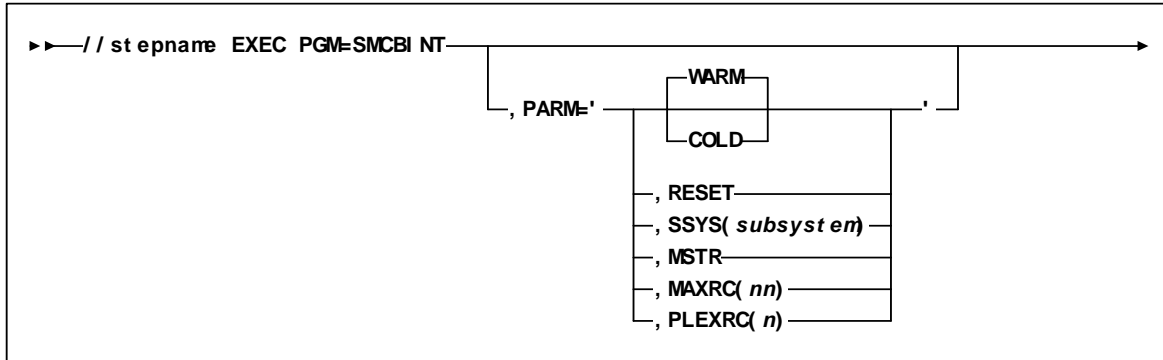 //stepname EXEC PGM=SMCBINT
WARM
, PARM=' '
COLD
, RESET
, SSYS(subsystem)
, MSTR
, MAXRC(nn)
, PLEXRC(n)